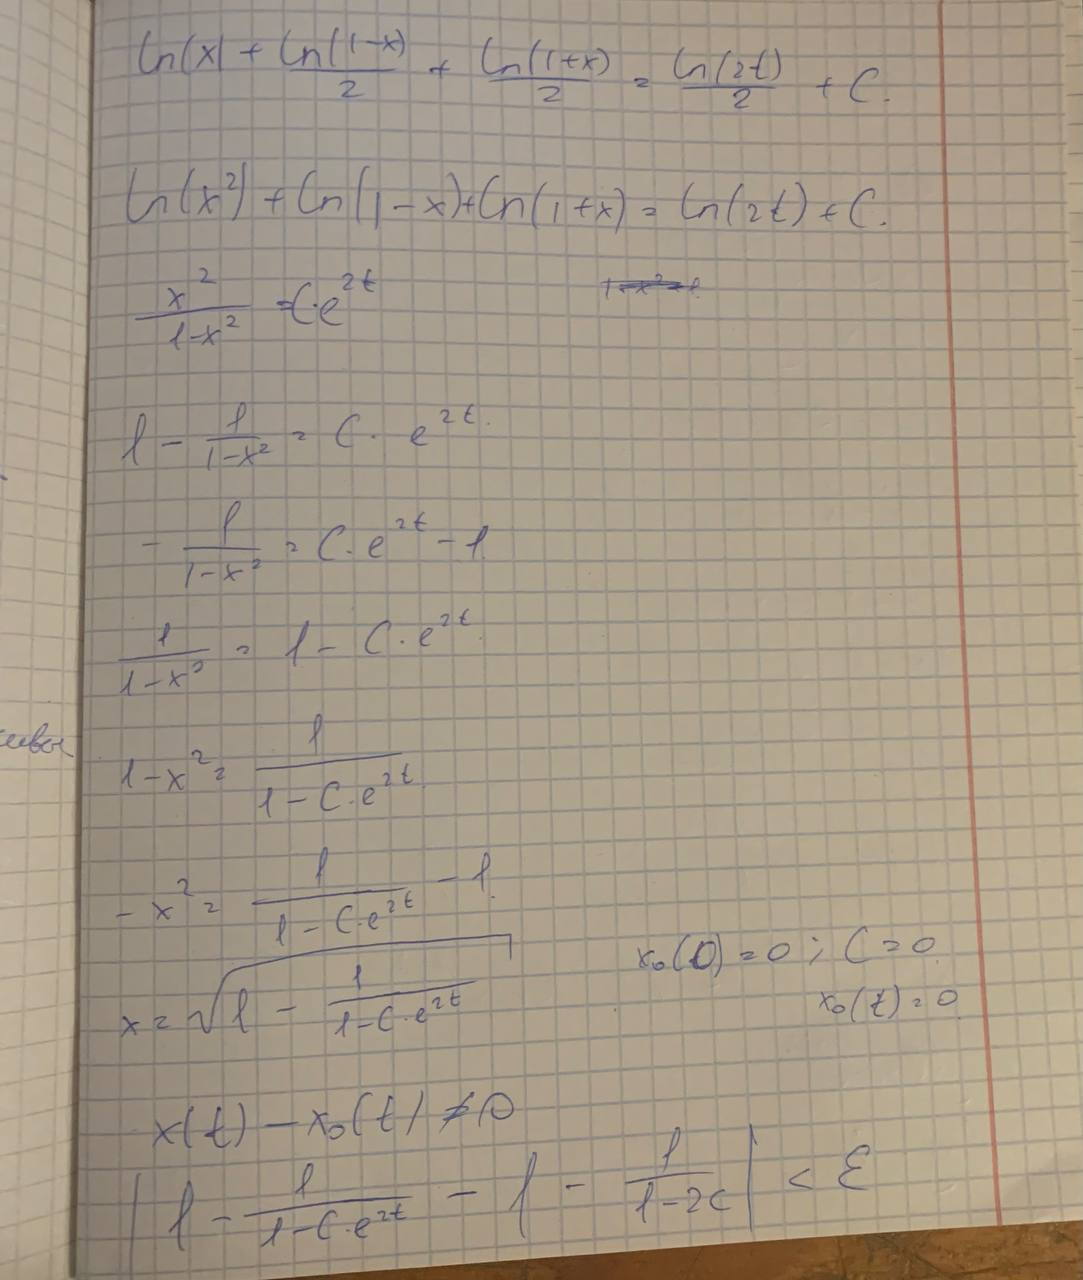 ln(x) + ln(1-x)/2 + ln(1+x)/2 = ln(2t)/2 + C.
ln(x²) + ln(1-x) + ln(1+x) = ln(2t) + C.
x²/(1-x²) = C·e^{2t}
1 - 1/(1-x²) = C · e^{2t}.
- 1/(1-x²) = C·e^{2t} - 1
1/(1-x²) = 1 - C·e^{2t}
1-x² = 1/(1-C·e^{2t})
-x² = 1/(1-C·e^{2t}) - 1
x₀(0) = 0 ; C = 0
x = √(1 - 1/(1-C·e^{2t}))
x₀(t) = 0
x(t) - x₀(t) ≠ 0
|1 - 1/(1-C·e^{2t}) - 1 - 1/(1-2c)| < ε